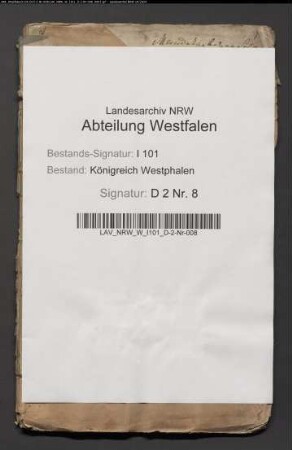 Landesarchiv NRW
Abteilung Westfalen
Bestands-Signatur: I 101
Bestand: Königreich Westphalen
Signatur: D 2 Nr. 8
LAV_NRW_W_I101_D-2-Nr-008